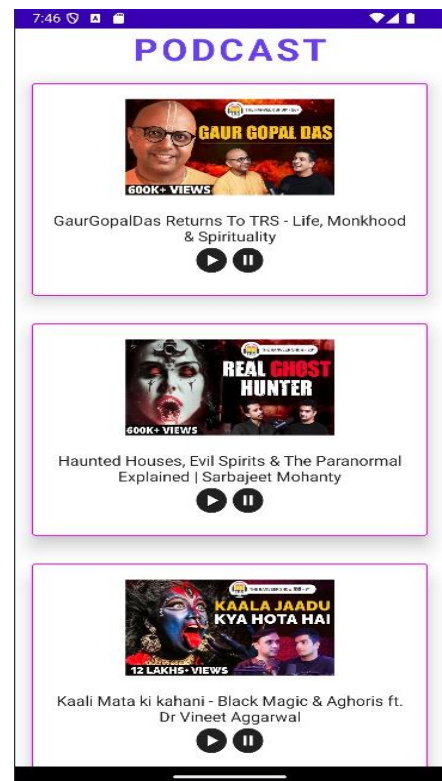 7:46
PODCAST
GAUR GOPAL DAS
600K+ VIEWS
GaurGopalDas Returns To TRS - Life, Monkhood
& Spirituality
REAL GHOST
HUNTER
600K+ VIEWS
Haunted Houses, Evil Spirits & The Paranormal
Explained | Sarbajeet Mohanty
KAALA JAADU
KYA HOTA HAI
12 LAKHS+ VIEWS
Kaali Mata ki kahani - Black Magic & Aghoris ft.
Dr Vineet Aggarwal